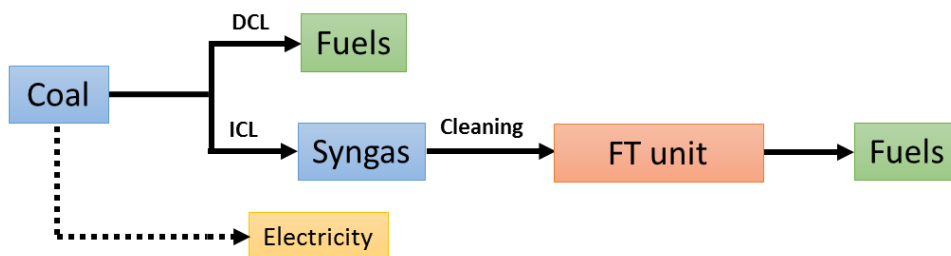 DCL
Fuels
Coal
ICL
Syngas
Cleaning
FT unit
Fuels
Electricity